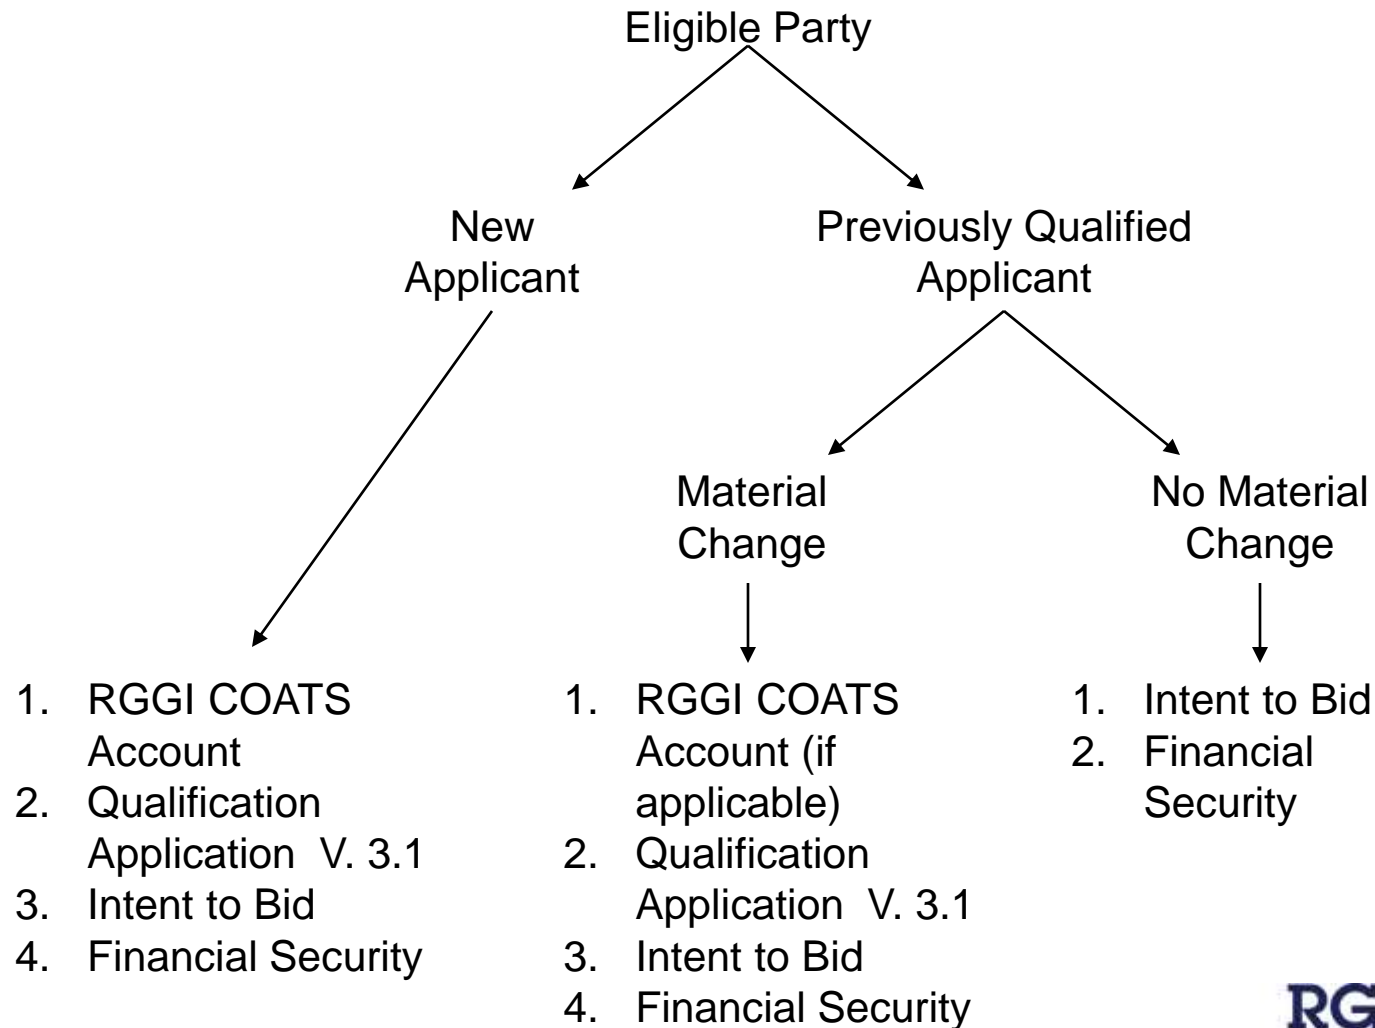 Eligible Party
New
Applicant
Previously Qualified
Applicant
Material
Change
No Material
Change
1. RGGI COATS
Account
2. Qualification
Application V. 3.1
3. Intent to Bid
4. Financial Security
1. RGGI COATS
Account (if
applicable)
2. Qualification
Application V. 3.1
3. Intent to Bid
4. Financial Security
1. Intent to Bid
2. Financial
Security